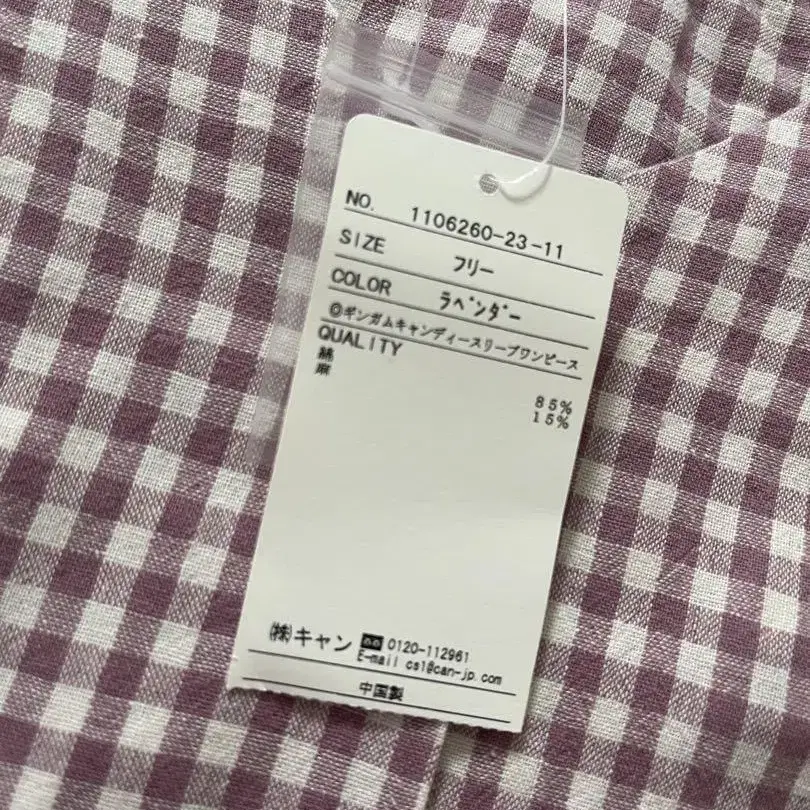 NO. 1106260-23-11
SIZE フリー
COLOR ラベンダー
◎ギンガムキャンディースリーブワンピース
QUALITY
綿 85%
麻 15%
㈱キャン 0120-112961
E-mail cs1@can-jp.com
中国製